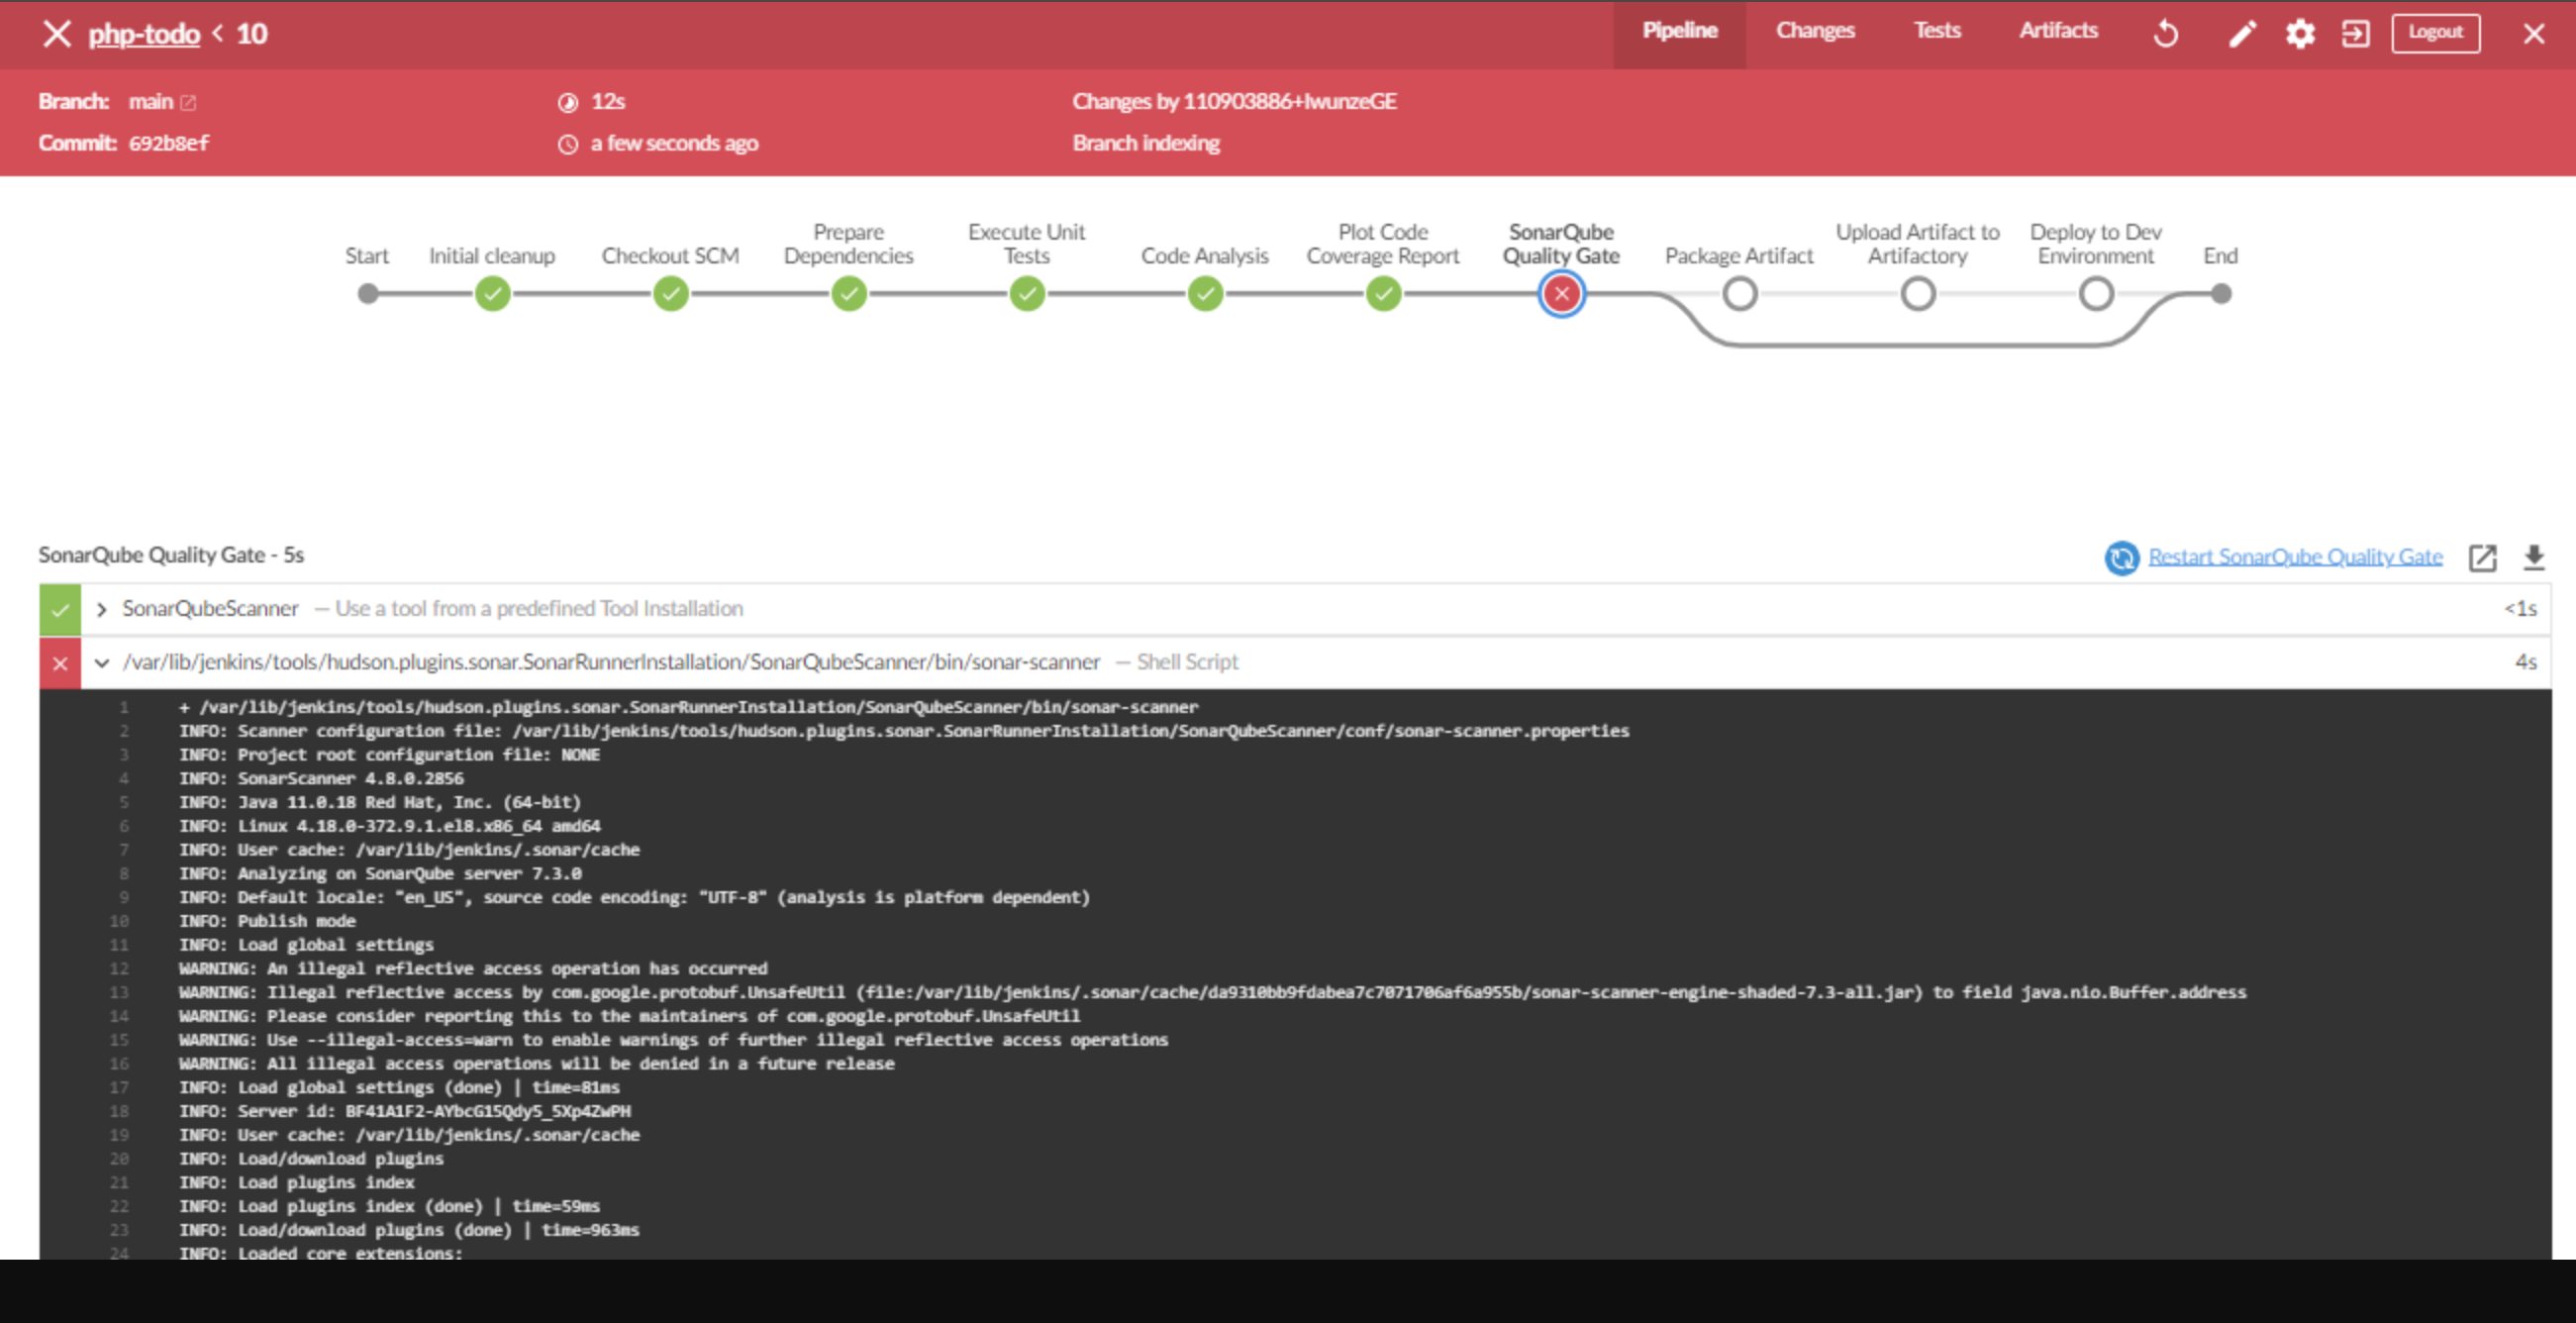 php-todo < 10
Pipeline Changes Tests Artifacts Logout
Branch: main 12s Changes by 110903886+IwunzeGE
Commit: 692b8ef a few seconds ago Branch indexing
Start
Initial cleanup
Checkout SCM
Prepare
Dependencies
Execute Unit
Tests
Code Analysis
Plot Code
Coverage Report
SonarQube
Quality Gate
Package Artifact
Upload Artifact to
Artifactory
Deploy to Dev
Environment
End
SonarQube Quality Gate - 5s Restart SonarQube Quality Gate
SonarQubeScanner — Use a tool from a predefined Tool Installation <1s
/var/lib/jenkins/tools/hudson.plugins.sonar.SonarRunnerInstallation/SonarQubeScanner/bin/sonar-scanner — Shell Script 4s
1 + /var/lib/jenkins/tools/hudson.plugins.sonar.SonarRunnerInstallation/SonarQubeScanner/bin/sonar-scanner
2 INFO: Scanner configuration file: /var/lib/jenkins/tools/hudson.plugins.sonar.SonarRunnerInstallation/SonarQubeScanner/conf/sonar-scanner.properties
3 INFO: Project root configuration file: NONE
4 INFO: SonarScanner 4.8.0.2856
5 INFO: Java 11.0.18 Red Hat, Inc. (64-bit)
6 INFO: Linux 4.18.0-372.9.1.el8.x86_64 amd64
7 INFO: User cache: /var/lib/jenkins/.sonar/cache
8 INFO: Analyzing on SonarQube server 7.3.0
9 INFO: Default locale: "en_US", source code encoding: "UTF-8" (analysis is platform dependent)
10 INFO: Publish mode
11 INFO: Load global settings
12 WARNING: An illegal reflective access operation has occurred
13 WARNING: Illegal reflective access by com.google.protobuf.UnsafeUtil (file:/var/lib/jenkins/.sonar/cache/da9310bb9fdabea7c7071706af6a955b/sonar-scanner-engine-shaded-7.3-all.jar) to field java.nio.Buffer.address
14 WARNING: Please consider reporting this to the maintainers of com.google.protobuf.UnsafeUtil
15 WARNING: Use --illegal-access=warn to enable warnings of further illegal reflective access operations
16 WARNING: All illegal access operations will be denied in a future release
17 INFO: Load global settings (done) | time=81ms
18 INFO: Server id: BF41A1F2-AYbcG15Qdy5_5Xp4ZwPH
19 INFO: User cache: /var/lib/jenkins/.sonar/cache
20 INFO: Load/download plugins
21 INFO: Load plugins index
22 INFO: Load plugins index (done) | time=59ms
23 INFO: Load/download plugins (done) | time=963ms
24 INFO: Loaded core extensions: